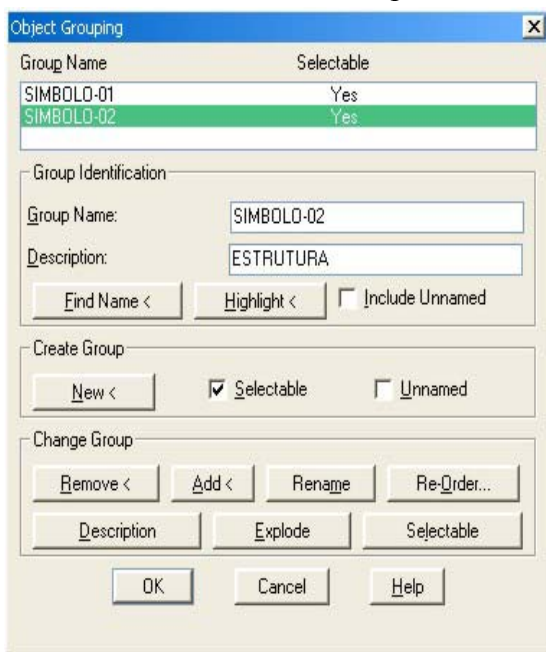 Object Grouping
Group Name Selectable
SIMBOLO-01 Yes
SIMBOLO-02 Yes
Group Identification
Group Name: SIMBOLO-02
Description: ESTRUTURA
Find Name < Highlight < Include Unnamed
Create Group
New < Selectable Unnamed
Change Group
Remove < Add < Rename Re-Order...
Description Explode Selectable
OK Cancel Help